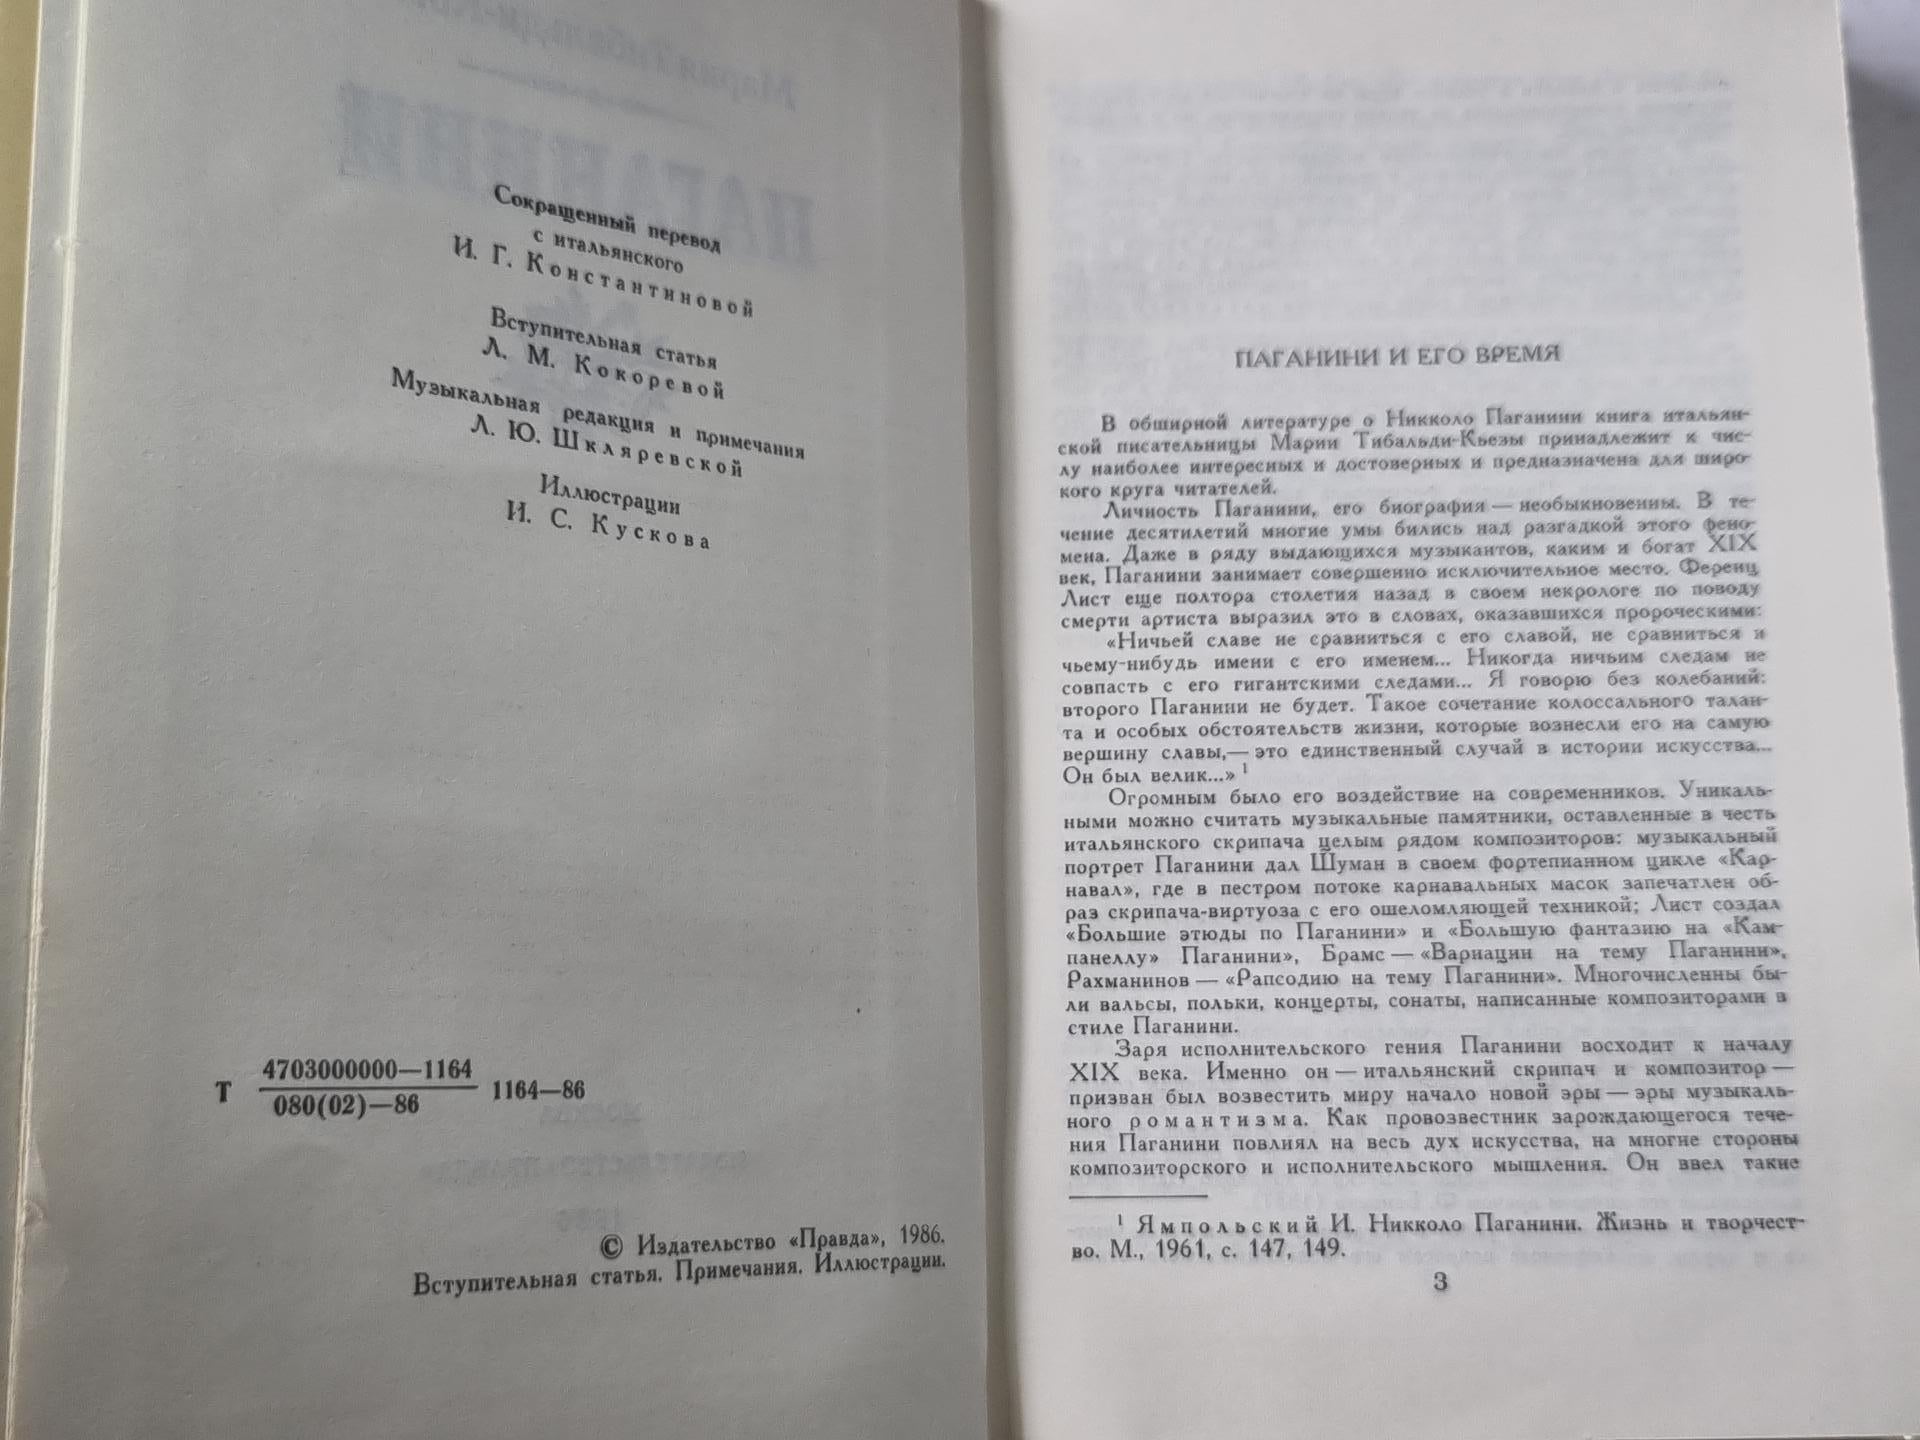 Сокращенный перевод
с итальянского
И. Г. Константиновой
Вступительная статья
Л. М. Кокоревой
Музыкальная редакция и примечания
Л. Ю. Шкляревской
Иллюстрации
И. С. Кускова
Т 4703000000—1164
080(02)—86
1164—86
© Издательство «Правда», 1986.
Вступительная статья. Примечания. Иллюстрации.
ПАГАНИНИ И ЕГО ВРЕМЯ
В обширной литературе о Никколо Паганини книга итальян-
ской писательницы Марии Тибальди-Кьезы принадлежит к чис-
лу наиболее интересных и достоверных и предназначена для широ-
кого круга читателей.
Личность Паганини, его биография — необыкновенны. В те-
чение десятилетий многие умы бились над разгадкой этого фено-
мена. Даже в ряду выдающихся музыкантов, каким и богат XIX
век, Паганини занимает совершенно исключительное место. Ференц
Лист еще полтора столетия назад в своем некрологе по поводу
смерти артиста выразил это в словах, оказавшихся пророческими:
«Ничьей славе не сравниться с его славой, не сравниться и
чьему-нибудь имени с его именем... Никогда ничьим следам не
совпасть с его гигантскими следами... Я говорю без колебаний:
второго Паганини не будет. Такое сочетание колоссального талан-
та и особых обстоятельств жизни, которые вознесли его на самую
вершину славы,— это единственный случай в истории искусства...
Он был велик...» 1
Огромным было его воздействие на современников. Уникаль-
ными можно считать музыкальные памятники, оставленные в честь
итальянского скрипача целым рядом композиторов: музыкальный
портрет Паганини дал Шуман в своем фортепианном цикле «Кар-
навал», где в пестром потоке карнавальных масок запечатлен об-
раз скрипача-виртуоза с его ошеломляющей техникой; Лист создал
«Большие этюды по Паганини» и «Большую фантазию на «Кам-
панеллу» Паганини», Брамс — «Вариации на тему Паганини»,
Рахманинов — «Рапсодию на тему Паганини». Многочисленны бы-
ли вальсы, польки, концерты, сонаты, написанные композиторами в
стиле Паганини.
Заря исполнительского гения Паганини восходит к началу
XIX века. Именно он — итальянский скрипач и композитор —
призван был возвестить миру начало новой эры — эры музыкаль-
ного романтизма. Как провозвестник зарождающегося тече-
ния Паганини повлиял на весь дух искусства, на многие стороны
композиторского и исполнительского мышления. Он ввел такие
1 Ямпольский И. Никколо Паганини. Жизнь и творчест-
во. М., 1961, с. 147, 149.
3